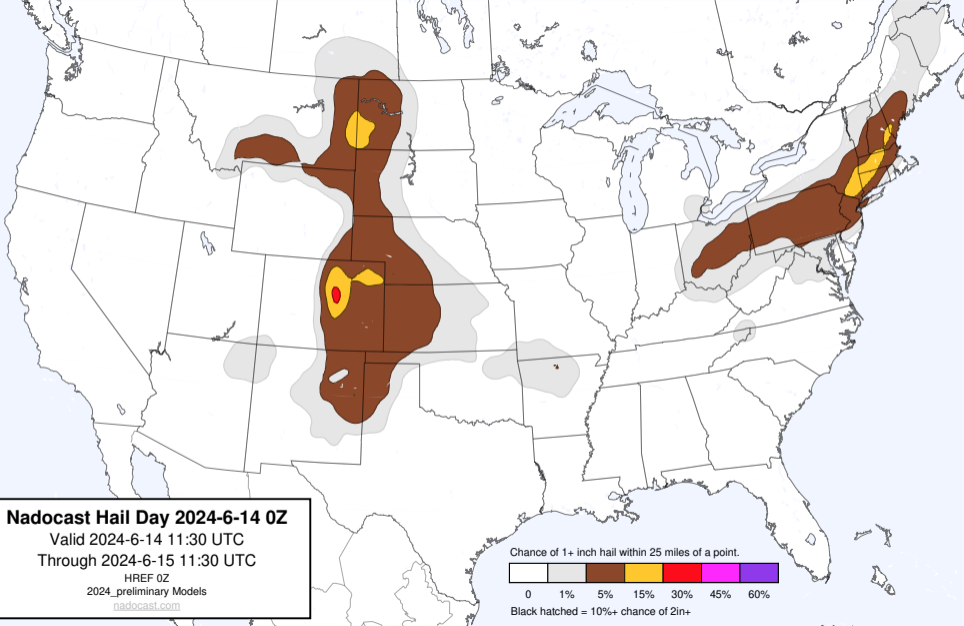 Nadocast Hail Day 2024-6-14 0Z
Valid 2024-6-14 11:30 UTC
Through 2024-6-15 11:30 UTC
HREF 0Z
2024_preliminary Models
nadocast.com
Chance of 1+ inch hail within 25 miles of a point.
0 1% 5% 15% 30% 45% 60%
Black hatched = 10%+ chance of 2in+